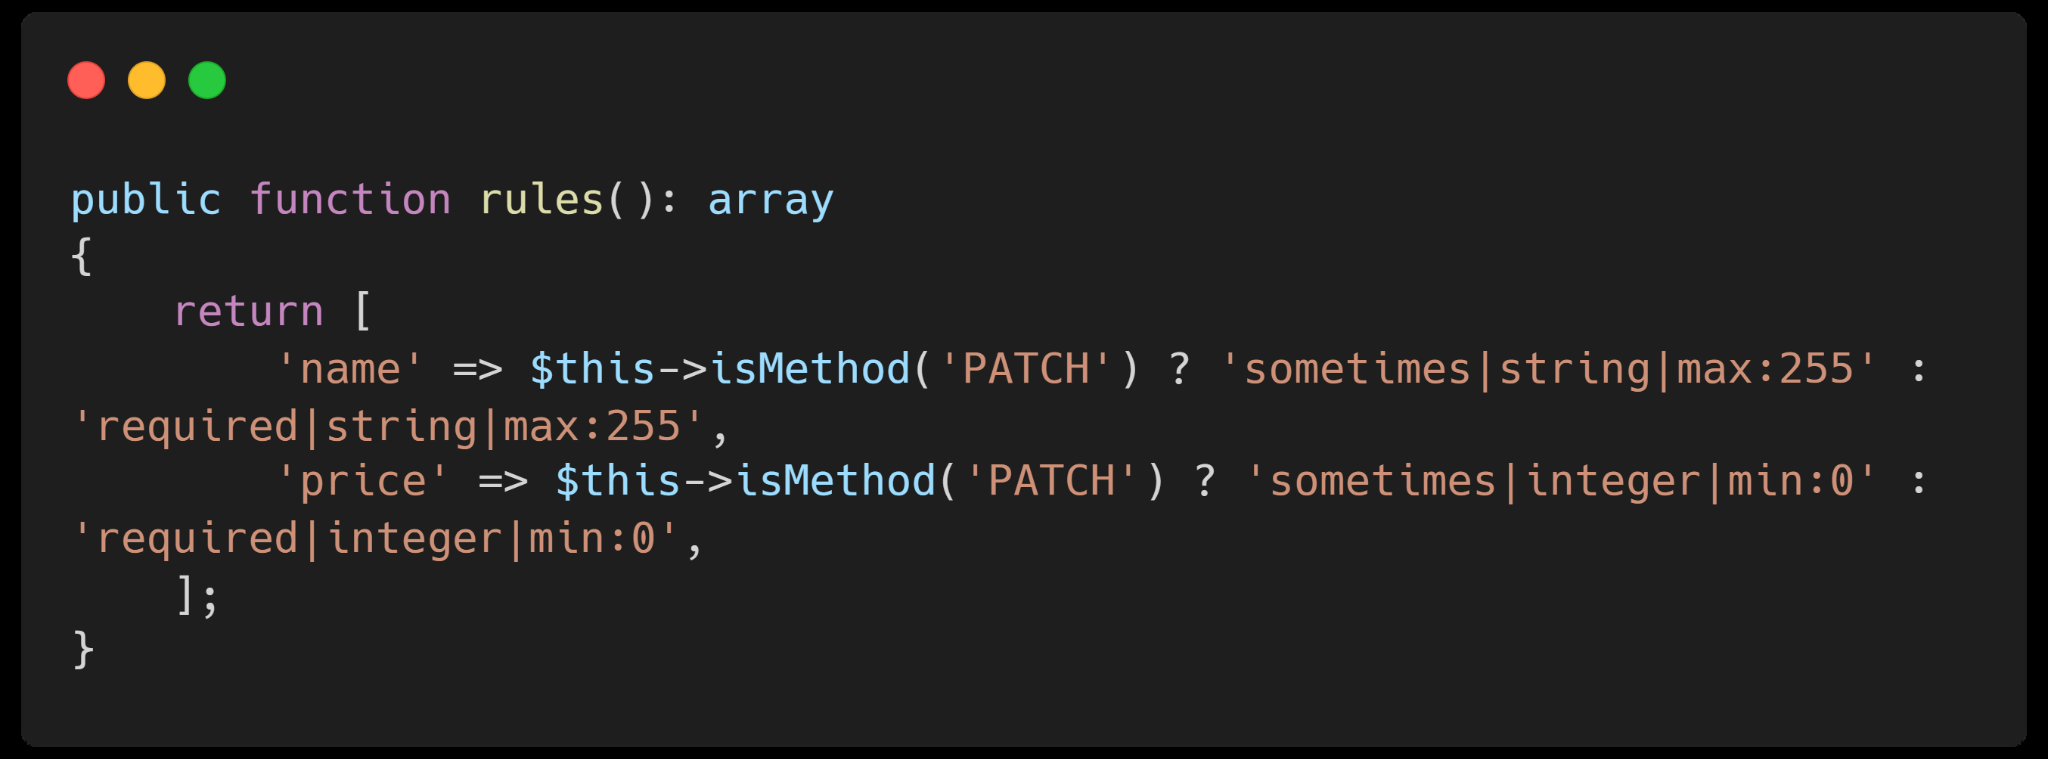 public function rules(): array
{
    return [
        'name' => $this->isMethod('PATCH') ? 'sometimes|string|max:255' :
'required|string|max:255',
        'price' => $this->isMethod('PATCH') ? 'sometimes|integer|min:0' :
'required|integer|min:0',
    ];
}